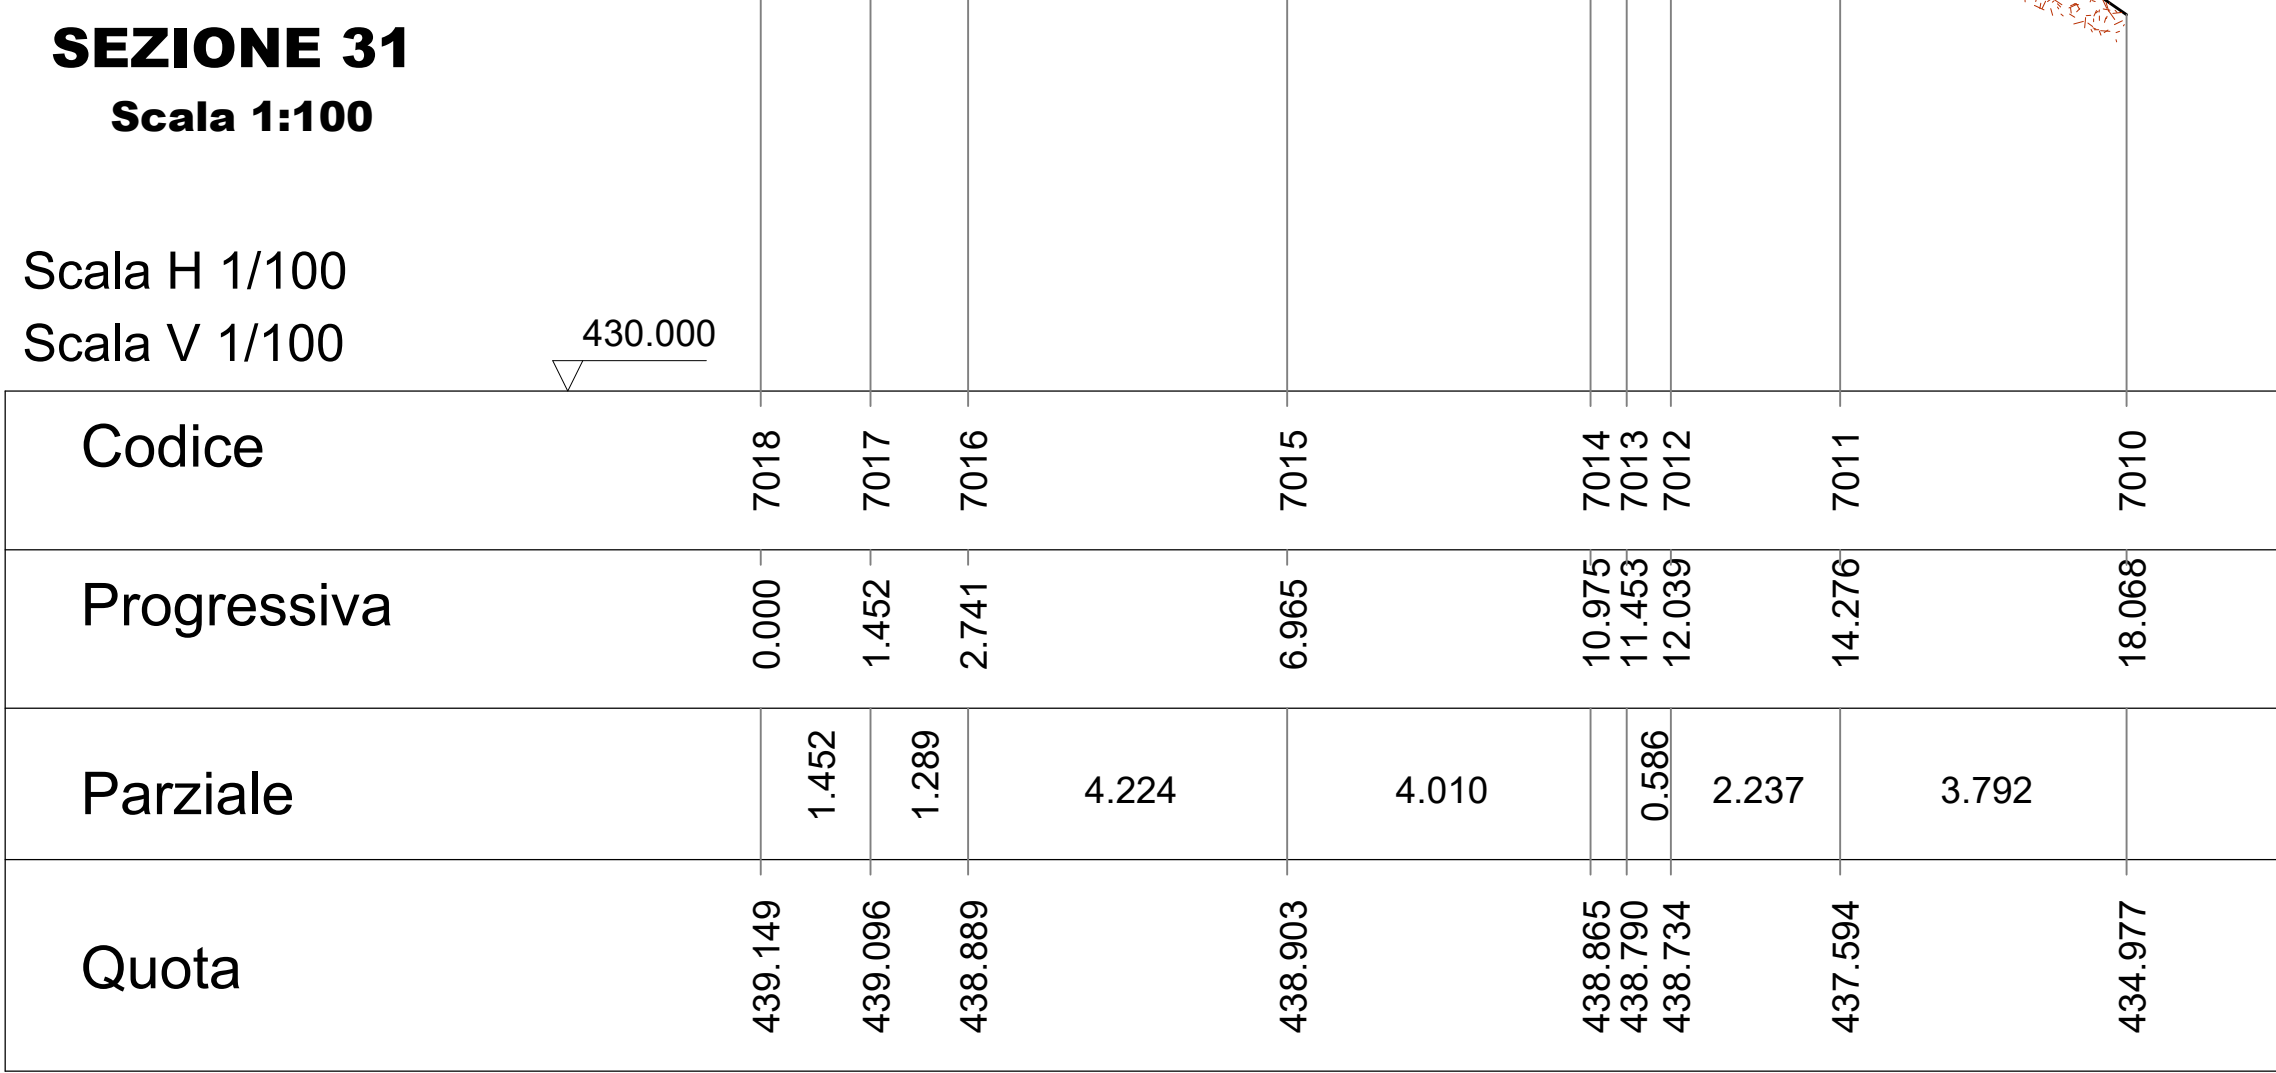 SEZIONE 31
Scala 1:100
Scala H 1/100
Scala V 1/100
430.000
Codice 7018 7017 7016 7015 7014 7013 7012 7011 7010
Progressiva 0.000 1.452 2.741 6.965 10.975 11.453 12.039 14.276 18.068
Parziale 1.452 1.289 4.224 4.010 0.586 2.237 3.792
Quota 439.149 439.096 438.889 438.903 438.865 438.790 438.734 437.594 434.977